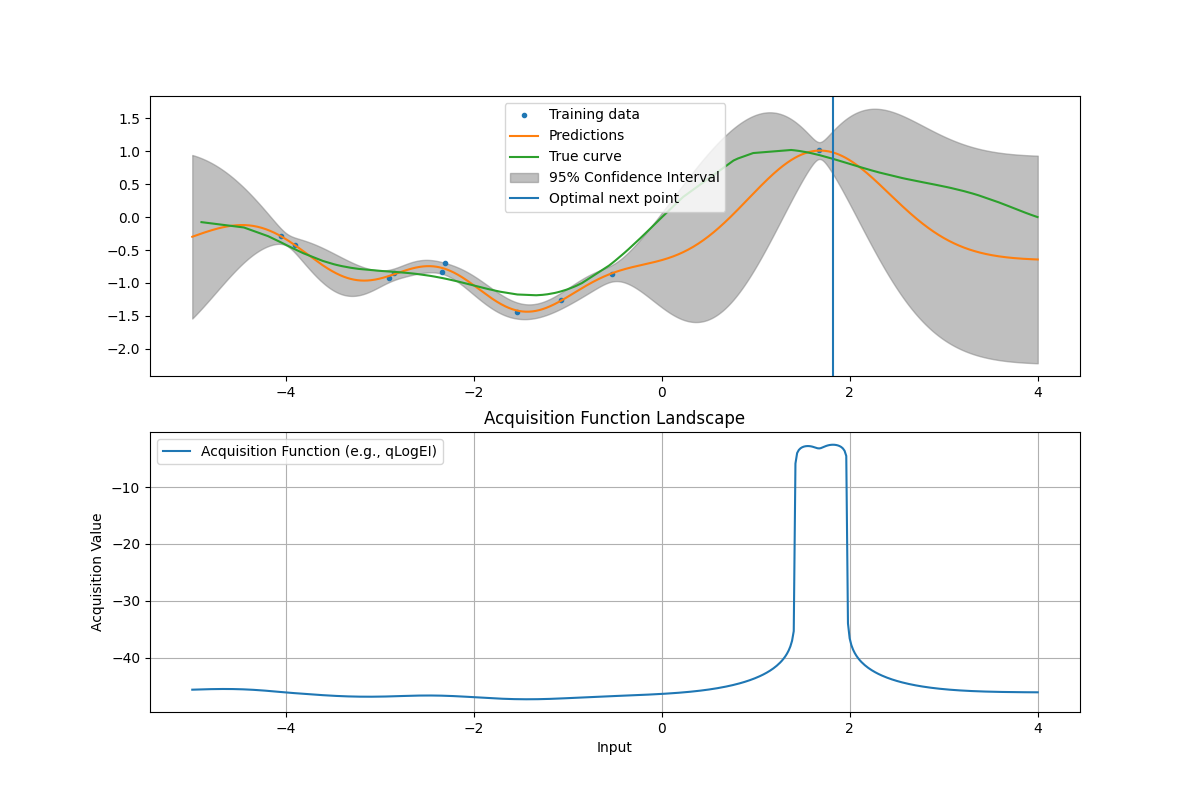 1.5
1.0
0.5
0.0
−0.5
−1.0
−1.5
−2.0
Training data
Predictions
True curve
95% Confidence Interval
Optimal next point
−4
−2
0
2
4
Acquisition Function Landscape
Acquisition Function (e.g., qLogEI)
−10
−20
−30
−40
Acquisition Value
−4
−2
0
2
4
Input